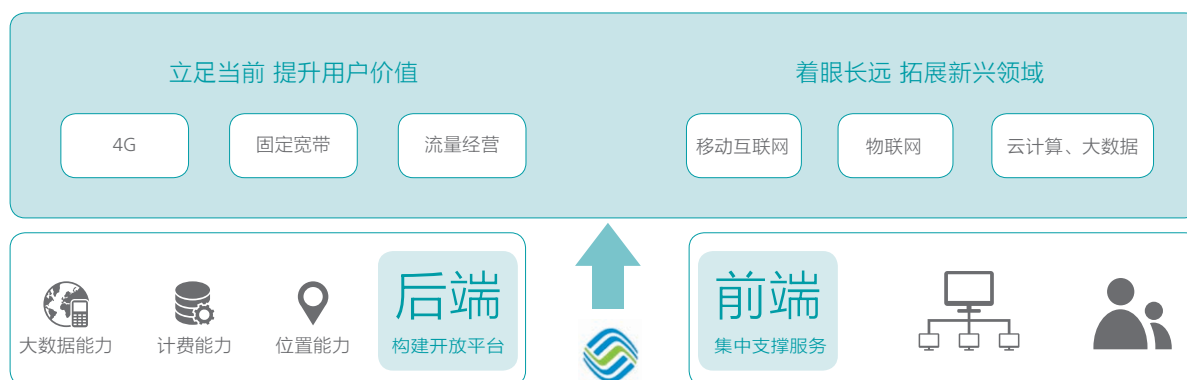 立足当前 提升用户价值
着眼长远 拓展新兴领域
4G
固定宽带
流量经营
移动互联网
物联网
云计算、大数据
大数据能力
计费能力
位置能力
后端
构建开放平台
前端
集中支撑服务